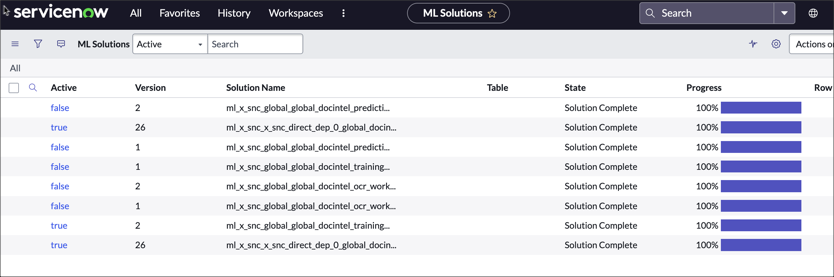 servicenow All Favorites History Workspaces ML Solutions Search
ML Solutions Active Search Actions on
All
Active Version Solution Name Table State Progress Row
false 2 ml_x_snc_global_global_docintel_predicti... Solution Complete 100%
true 26 ml_x_snc_x_snc_direct_dep_0_global_docin... Solution Complete 100%
false 1 ml_x_snc_global_global_docintel_predicti... Solution Complete 100%
false 1 ml_x_snc_global_global_docintel_training... Solution Complete 100%
false 2 ml_x_snc_global_global_docintel_ocr_work... Solution Complete 100%
false 1 ml_x_snc_global_global_docintel_ocr_work... Solution Complete 100%
true 2 ml_x_snc_global_global_docintel_training... Solution Complete 100%
true 26 ml_x_snc_x_snc_direct_dep_0_global_docin... Solution Complete 100%